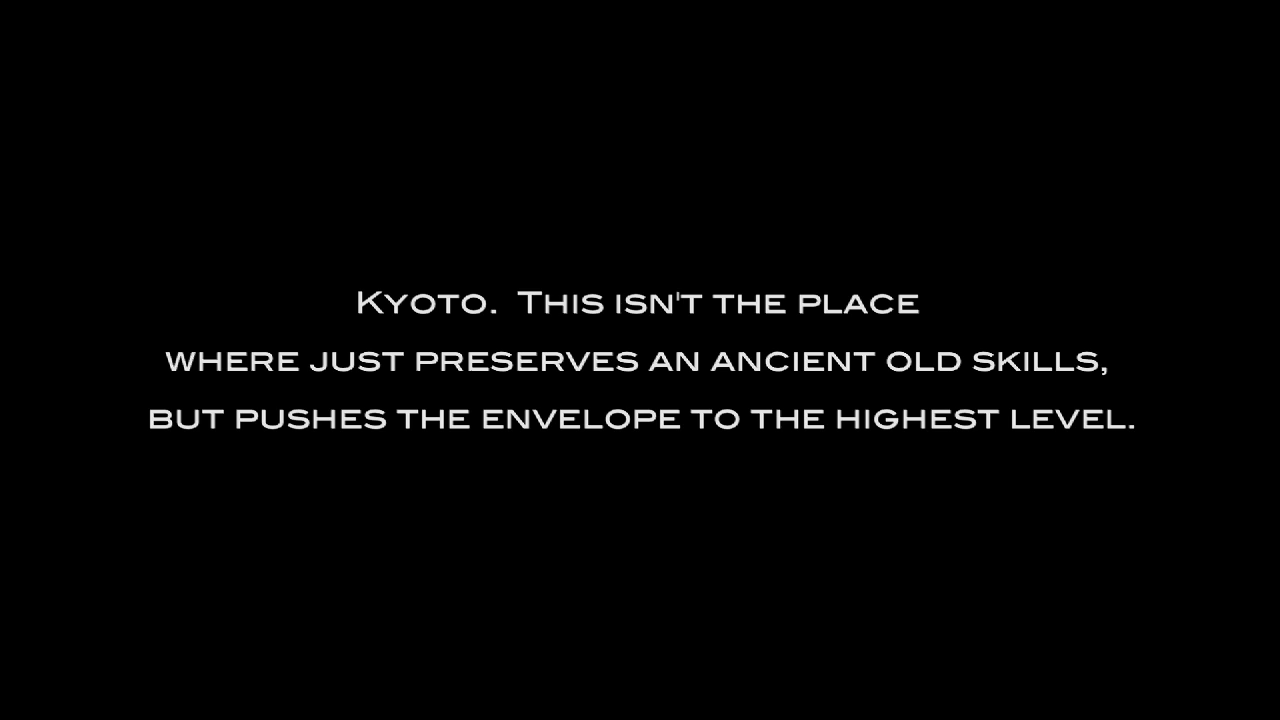 Kyoto. This isn't the place
where just preserves an ancient old skills,
but pushes the envelope to the highest level.